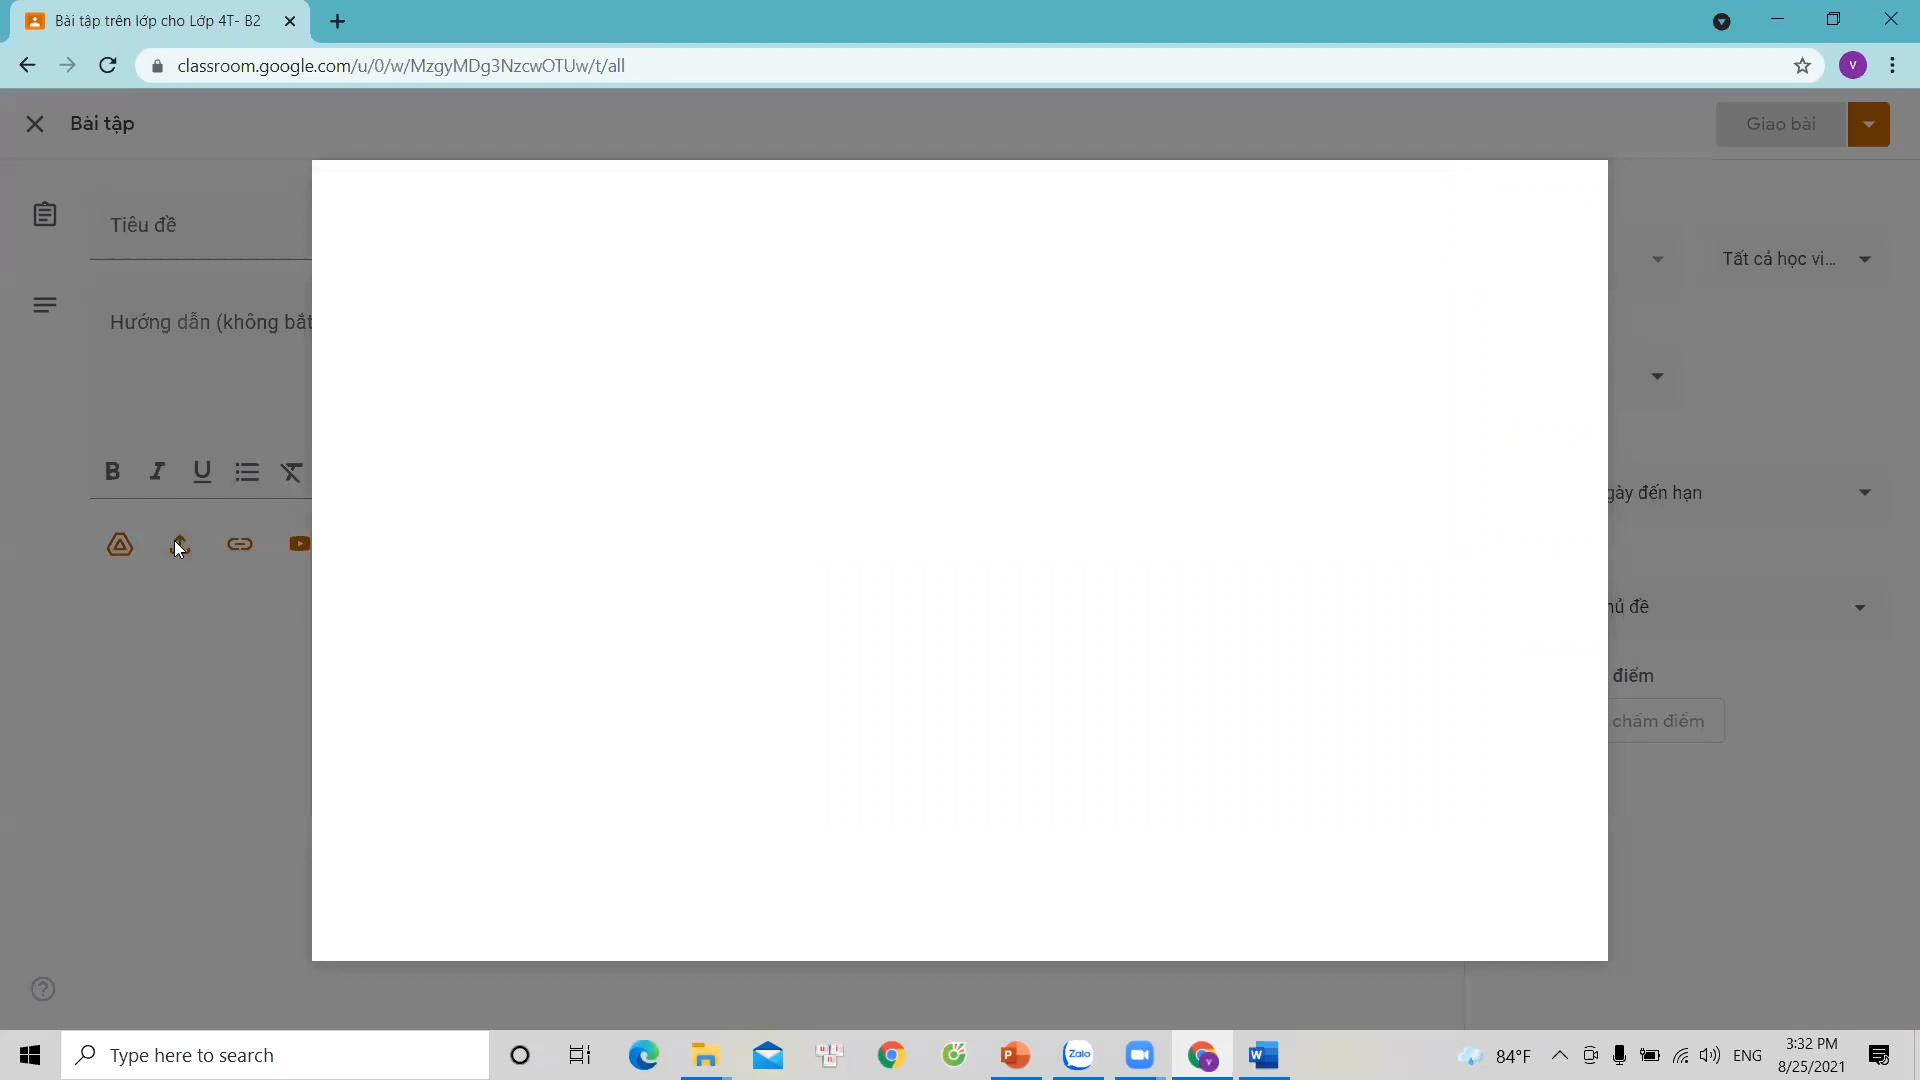 Bài tập trên lớp cho Lớp 4T- B2
classroom.google.com/u/0/w/MzgyMDg3NzcwOTUw/t/all
V
Bài tập
Giao bài
Tiêu đề
Tất cả học vi...
Hướng dẫn (không bắt
B I U
gày đến hạn
hủ đề
điểm
chấm điểm
?
Type here to search
Zalo
84°F
ENG
3:32 PM
8/25/2021